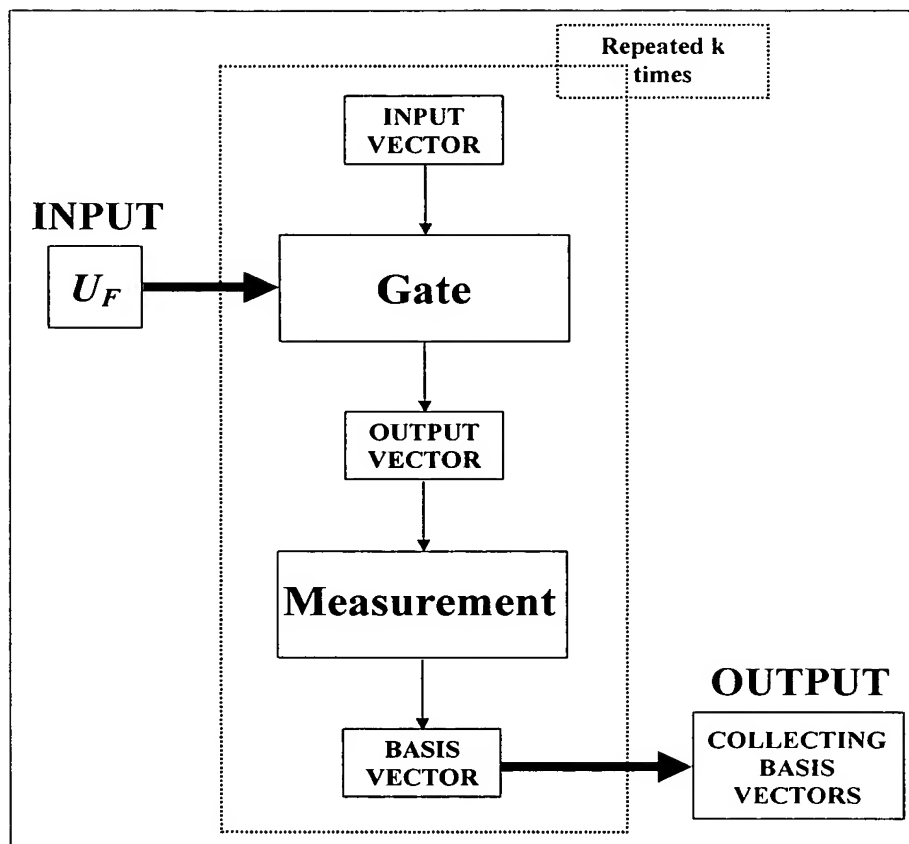 Repeated k
times
INPUT
VECTOR
INPUT
U_F
Gate
OUTPUT
VECTOR
Measurement
OUTPUT
BASIS
VECTOR
COLLECTING
BASIS
VECTORS